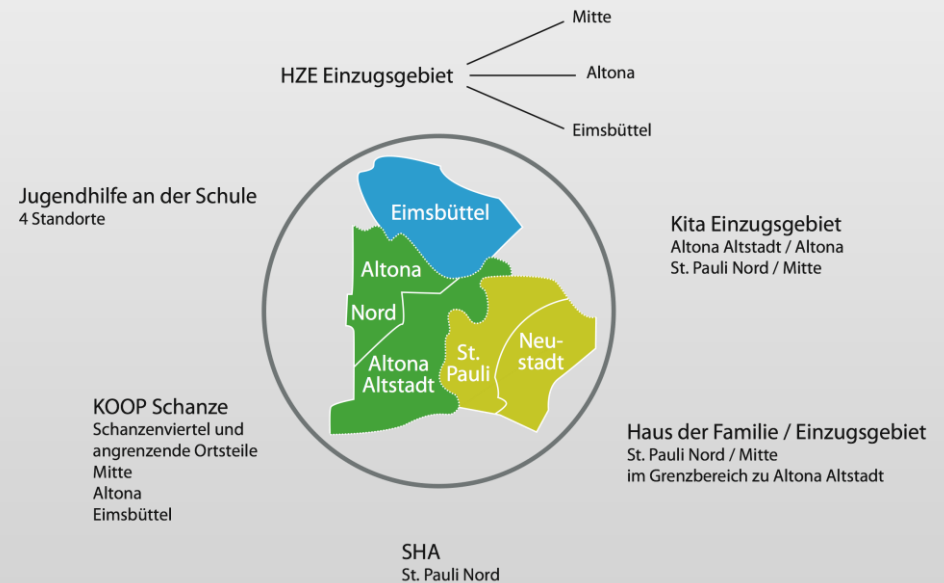 Mitte
HZE Einzugsgebiet
Altona
Eimsbüttel
Jugendhilfe an der Schule
4 Standorte
Eimsbüttel
Kita Einzugsgebiet
Altona Altstadt / Altona
St. Pauli Nord / Mitte
Altona
Nord
Altona
Altstadt
St.
Pauli
Neu-
stadt
KOOP Schanze
Schanzenviertel und
angrenzende Ortsteile
Mitte
Altona
Eimsbüttel
Haus der Familie / Einzugsgebiet
St. Pauli Nord / Mitte
im Grenzbereich zu Altona Altstadt
SHA
St. Pauli Nord